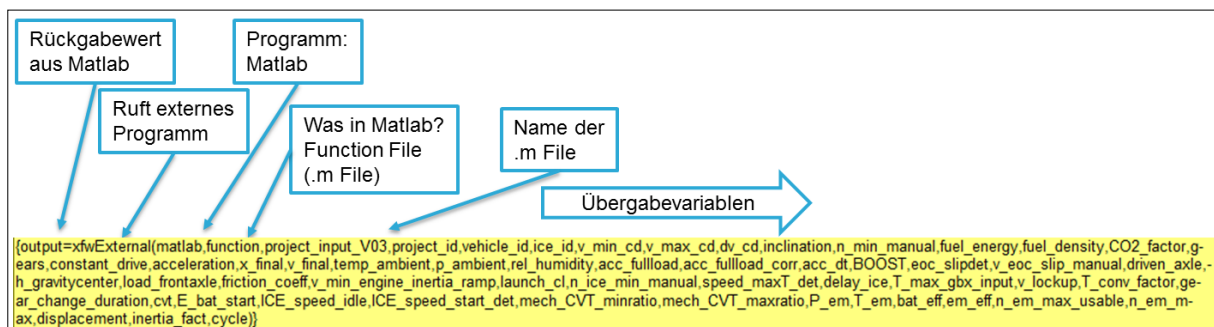 Rückgabewert
aus Matlab
Programm:
Matlab
Ruft externes
Programm
Was in Matlab?
Function File
(.m File)
Name der
.m File
Übergabevariablen
{output=xfwExternal(matlab,function,project_input_V03,project_id,vehicle_id,ice_id,v_min_cd,v_max_cd,dv_cd,inclination,n_min_manual,fuel_energy,fuel_density,CO2_factor,g-
ears,constant_drive,acceleration,x_final,v_final,temp_ambient,p_ambient,rel_humidity,acc_fullload,acc_fullload_corr,acc_dt,BOOST,eoc_slipdet,v_eoc_slip_manual,driven_axle,-
h_gravitycenter,load_frontaxle,friction_coeff,v_min_engine_inertia_ramp,launch_cl,n_ice_min_manual,speed_maxT_det,delay_ice,T_max_gbx_input,v_lockup,T_conv_factor,ge-
ar_change_duration,cvt,E_bat_start,ICE_speed_idle,ICE_speed_start_det,mech_CVT_minratio,mech_CVT_maxratio,P_em,T_em,bat_eff,em_eff,n_em_max_usable,n_em_m-
ax,displacement,inertia_fact,cycle)}